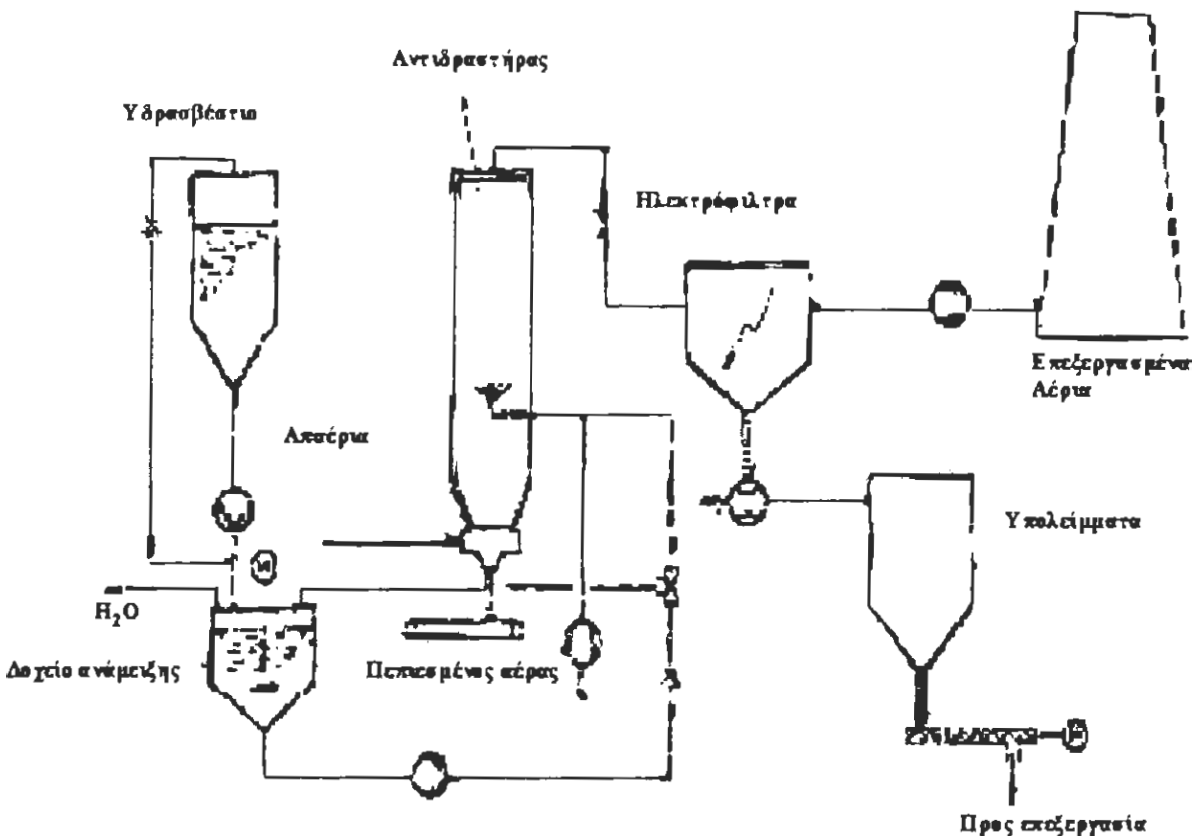 Αντιδραστήρας
Υδρασβέστιο
Ηλεκτρόφιλτρα
Επεξεργασμένα
Αέρια
Απαέρια
Υπολείμματα
H₂O
Δοχείο ανάμειξης
Πεπιεσμένος αέρας
Προς επεξεργασία